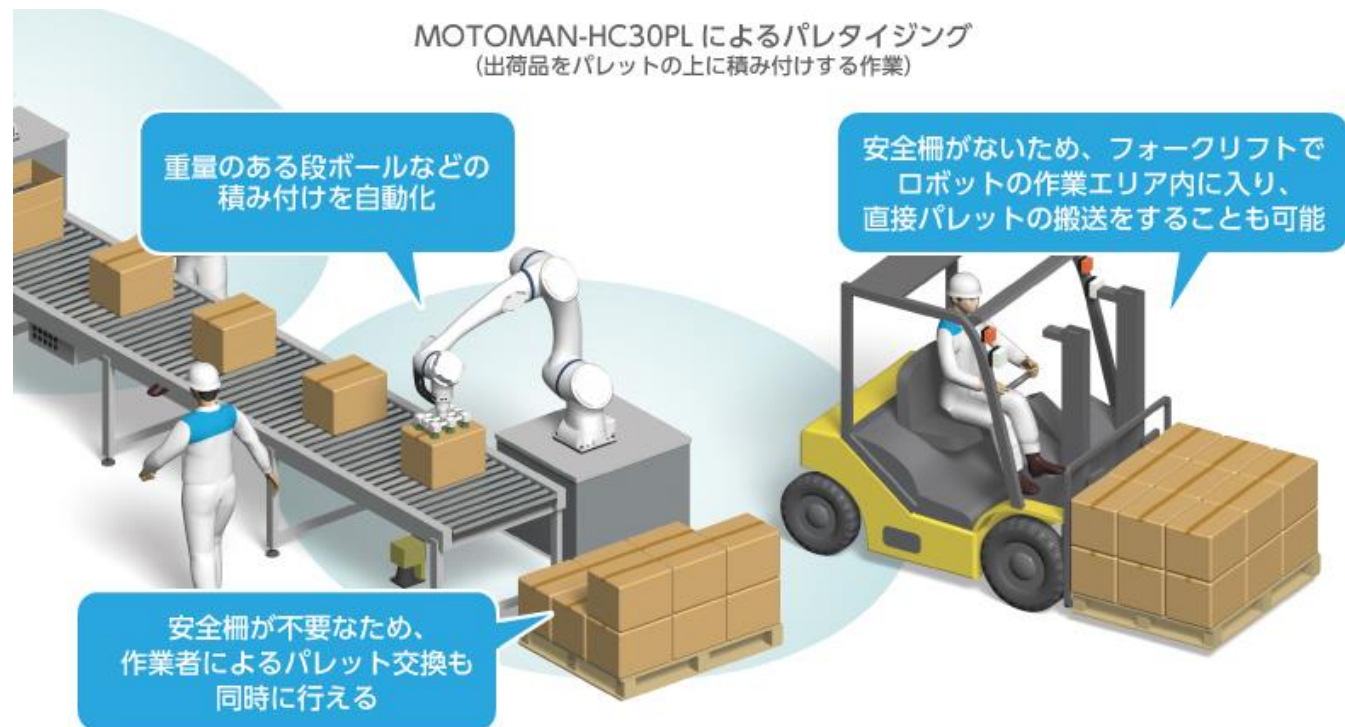 MOTOMAN-HC30PL によるパレタイジング
(出荷品をパレットの上に積み付けする作業)
重量のある段ボールなどの
積み付けを自動化
安全柵がないため、フォークリフトで
ロボットの作業エリア内に入り、
直接パレットの搬送をすることも可能
安全柵が不要なため、
作業者によるパレット交換も
同時に行える